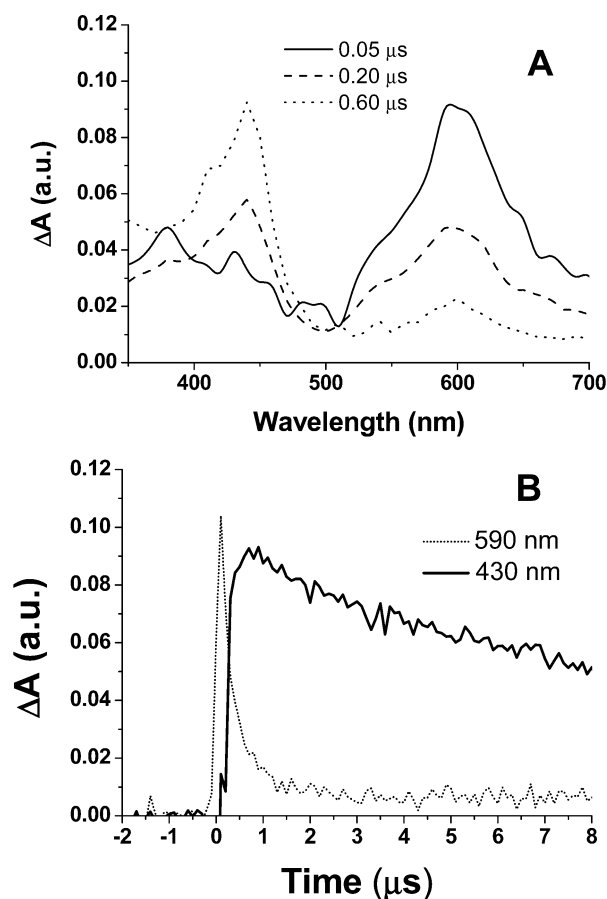 0.12
0.10
0.08
0.06
0.04
0.02
0.00
ΔA (a.u.)
0.05 μs
0.20 μs
0.60 μs
A
400 500 600 700
Wavelength (nm)
0.12
0.10
0.08
0.06
0.04
0.02
0.00
ΔA (a.u.)
B
590 nm
430 nm
-2 -1 0 1 2 3 4 5 6 7 8
Time (μs)